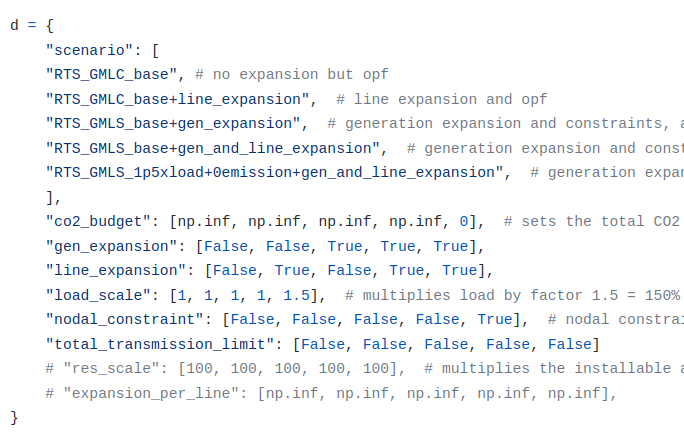 d = {
    "scenario": [
    "RTS_GMLC_base", # no expansion but opf
    "RTS_GMLC_base+line_expansion",  # line expansion and opf
    "RTS_GMLS_base+gen_expansion",  # generation expansion and constraints,
    "RTS_GMLS_base+gen_and_line_expansion",  # generation expansion and
    "RTS_GMLS_1p5xload+0emission+gen_and_line_expansion",  # generation
    ],
    "co2_budget": [np.inf, np.inf, np.inf, np.inf, 0],  # sets the total CO2
    "gen_expansion": [False, False, True, True, True],
    "line_expansion": [False, True, False, True, True],
    "load_scale": [1, 1, 1, 1, 1.5],  # multiplies load by factor 1.5 = 150%
    "nodal_constraint": [False, False, False, False, True],  # nodal
    "total_transmission_limit": [False, False, False, False, False]
    # "res_scale": [100, 100, 100, 100, 100],  # multiplies the installable
    # "expansion_per_line": [np.inf, np.inf, np.inf, np.inf, np.inf],
}